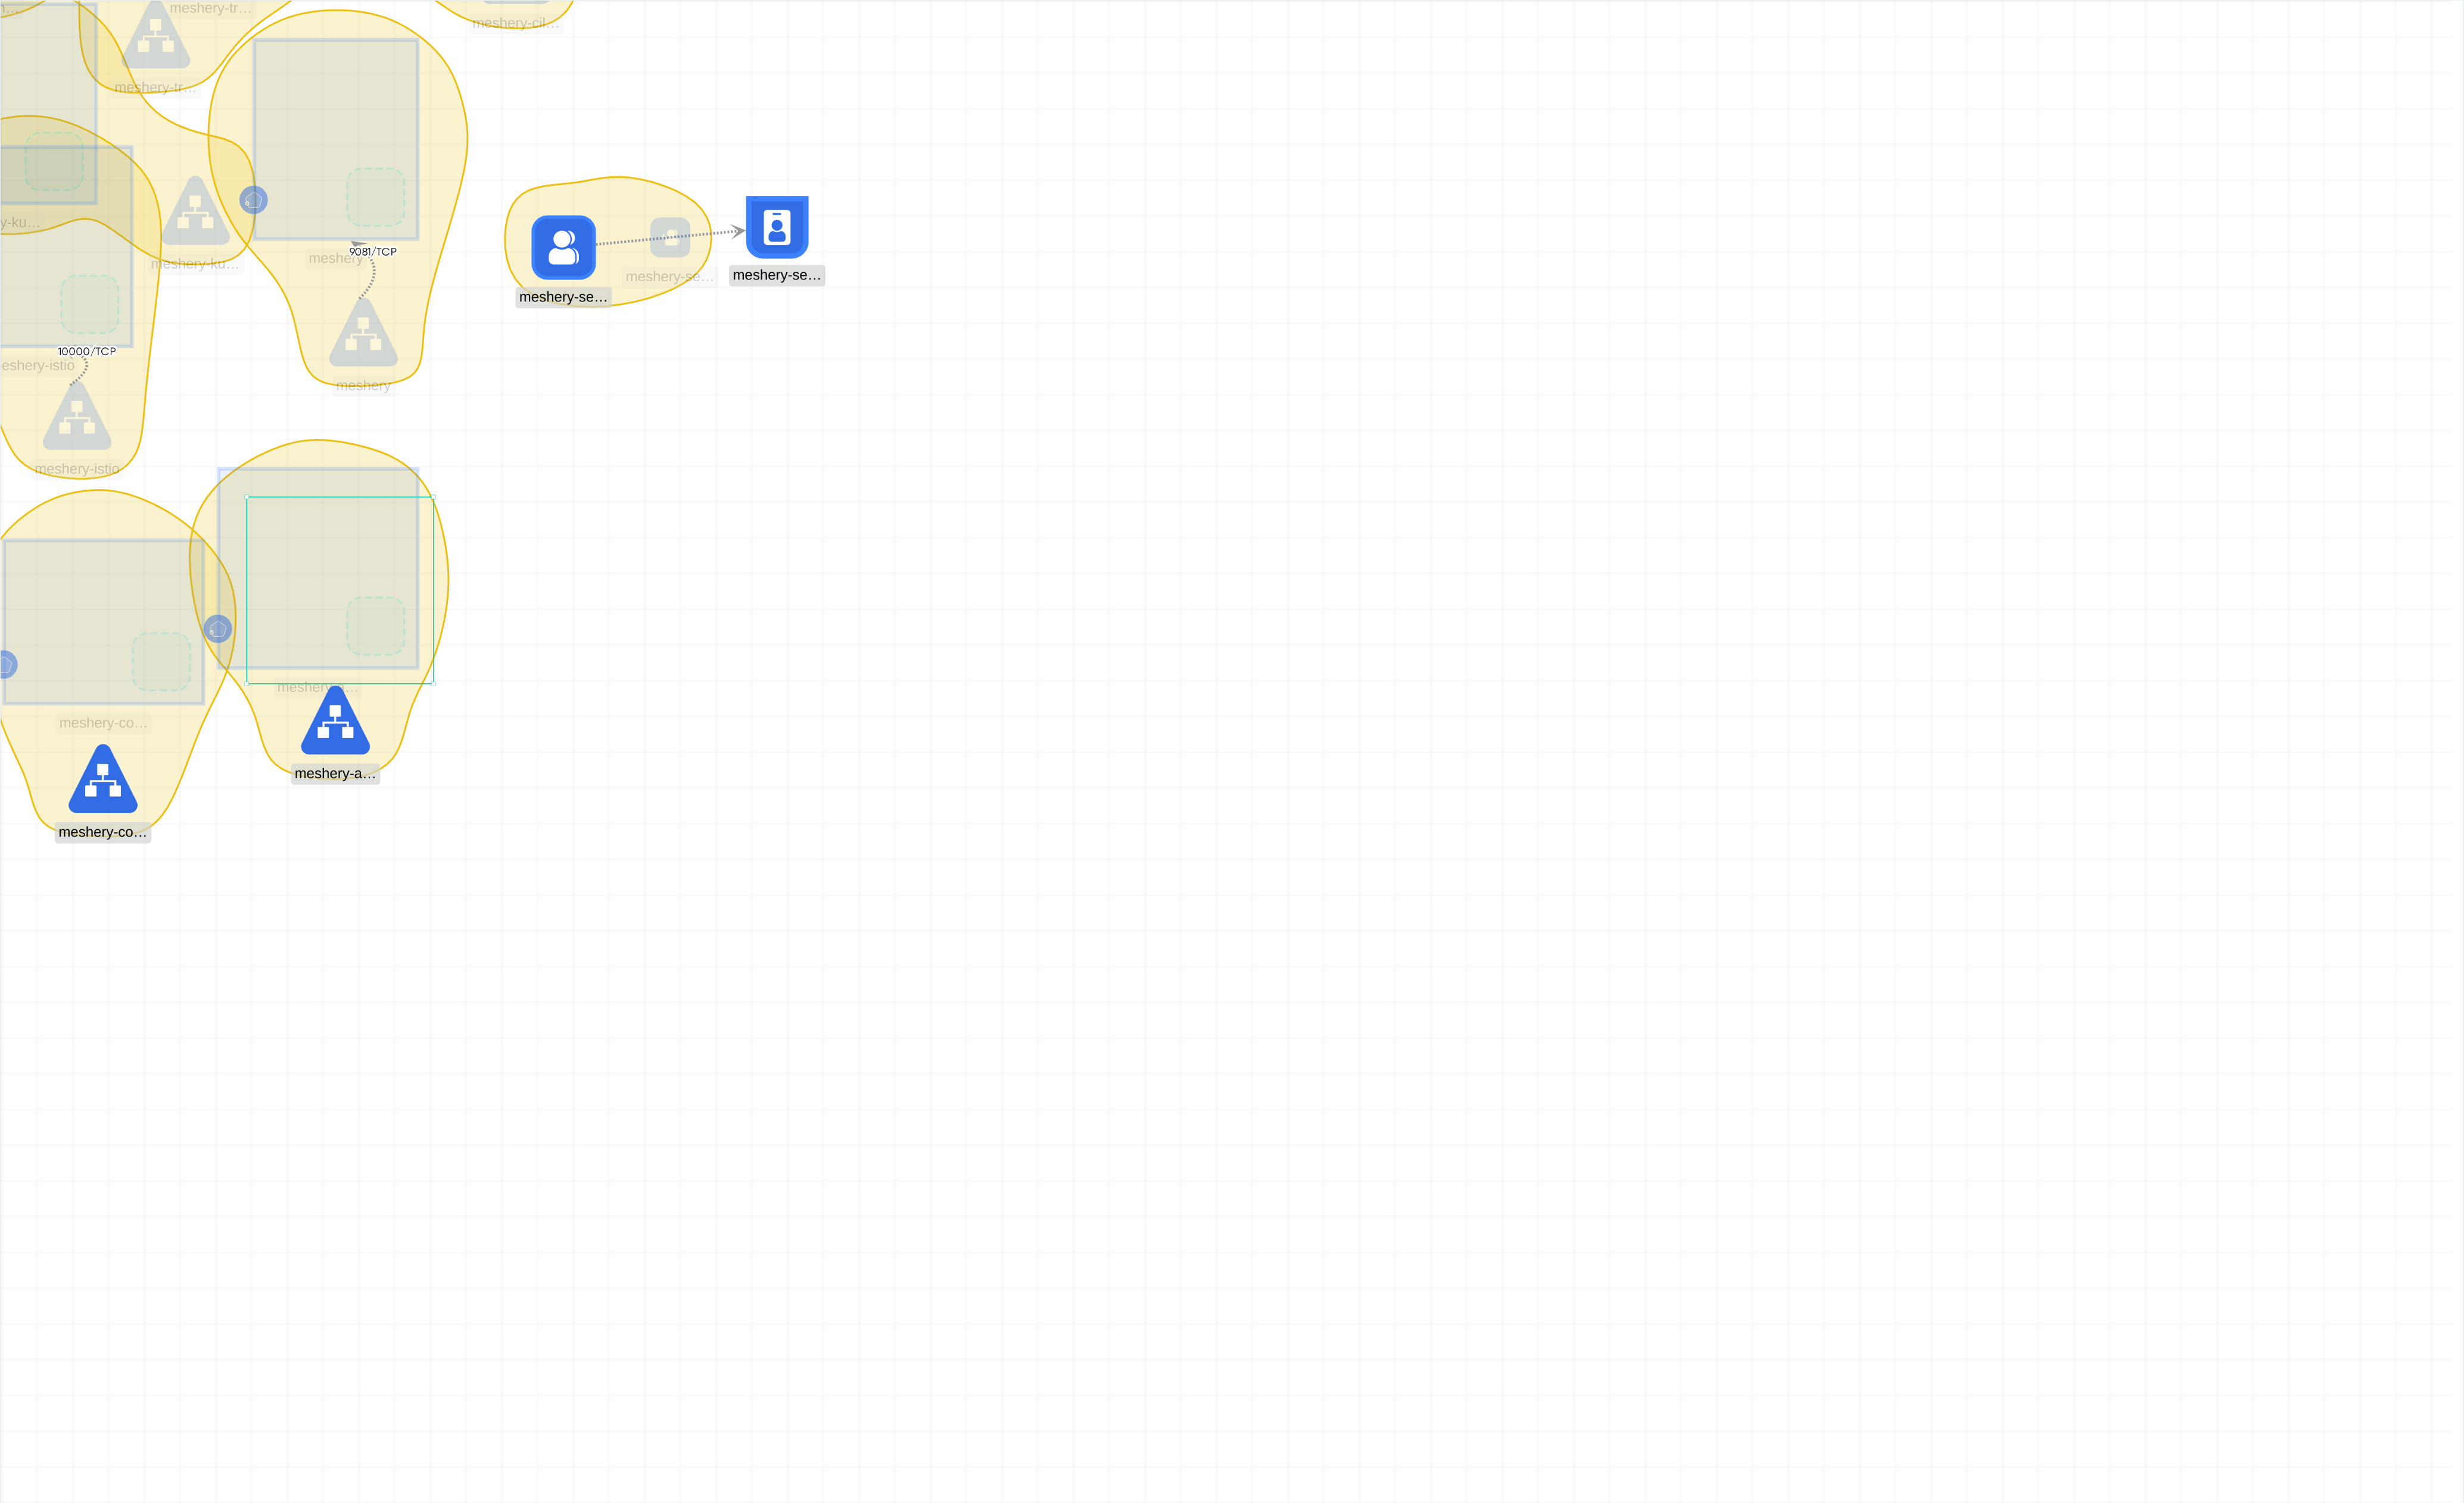 meshery-tr…
meshery-cil…
meshery-tr…
y-ku…
meshery-ku…
9081/TCP
meshery
meshery-se…
meshery-se…
meshery-se…
10000/TCP
eshery-istio
meshery
meshery-istio
meshery-co…
meshery-a…
meshery-co…